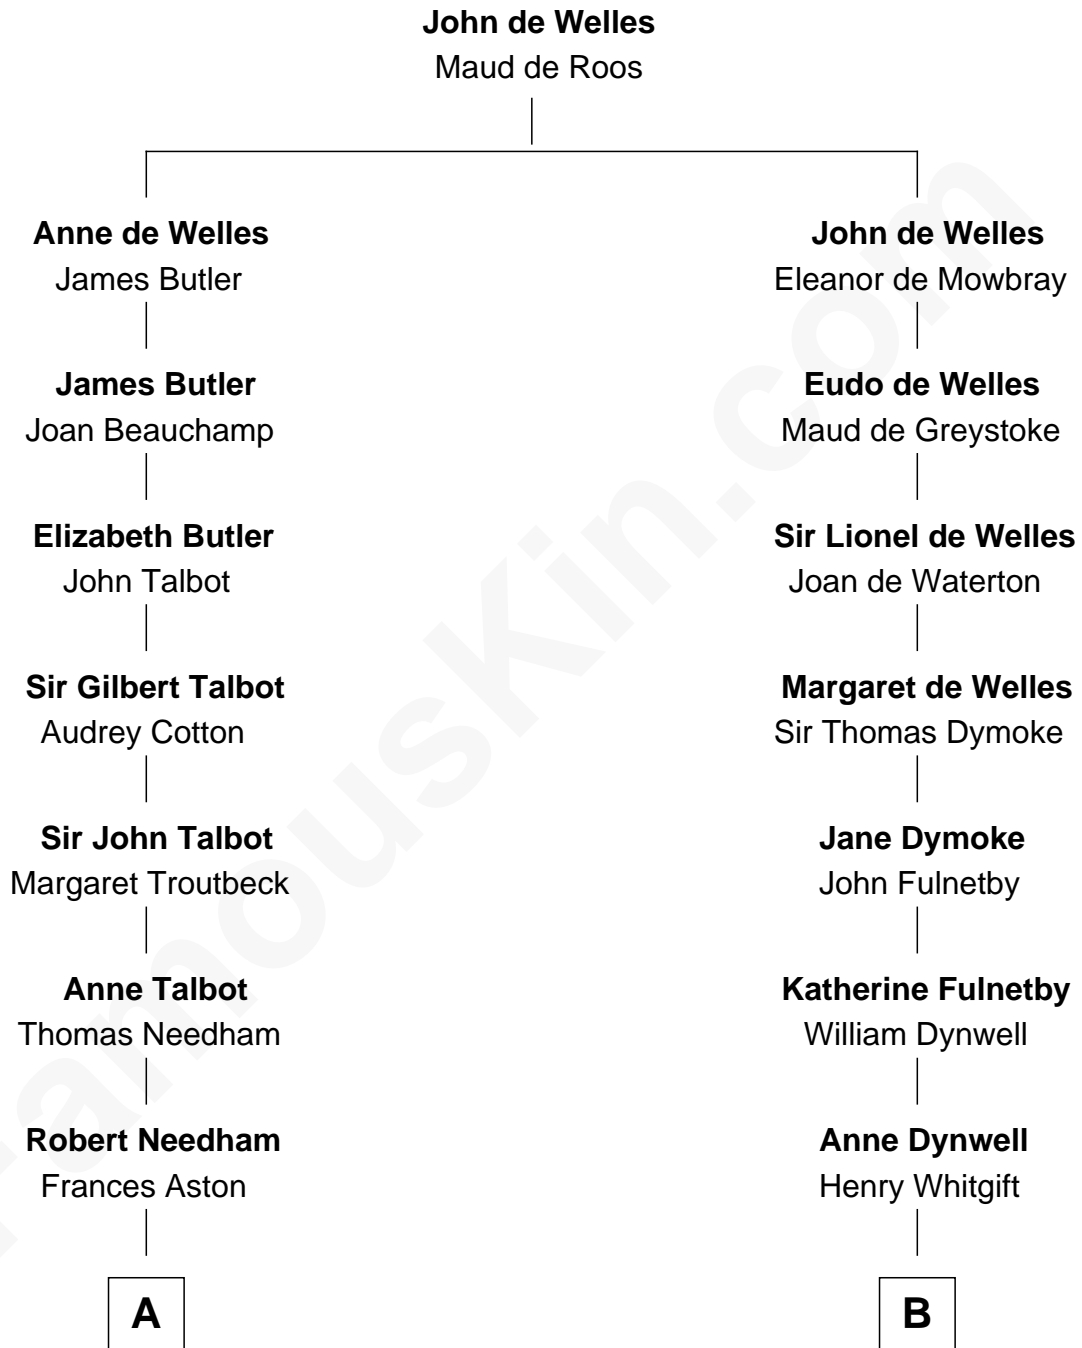 John de Welles
Maud de Roos
Anne de Welles
James Butler
John de Welles
Eleanor de Mowbray
James Butler
Joan Beauchamp
Eudo de Welles
Maud de Greystoke
Elizabeth Butler
John Talbot
Sir Lionel de Welles
Joan de Waterton
Sir Gilbert Talbot
Audrey Cotton
Margaret de Welles
Sir Thomas Dymoke
Sir John Talbot
Margaret Troutbeck
Jane Dymoke
John Fulnetby
Anne Talbot
Thomas Needham
Katherine Fulnetby
William Dynwell
Robert Needham
Frances Aston
Anne Dynwell
Henry Whitgift
A
B
FamousKin.com